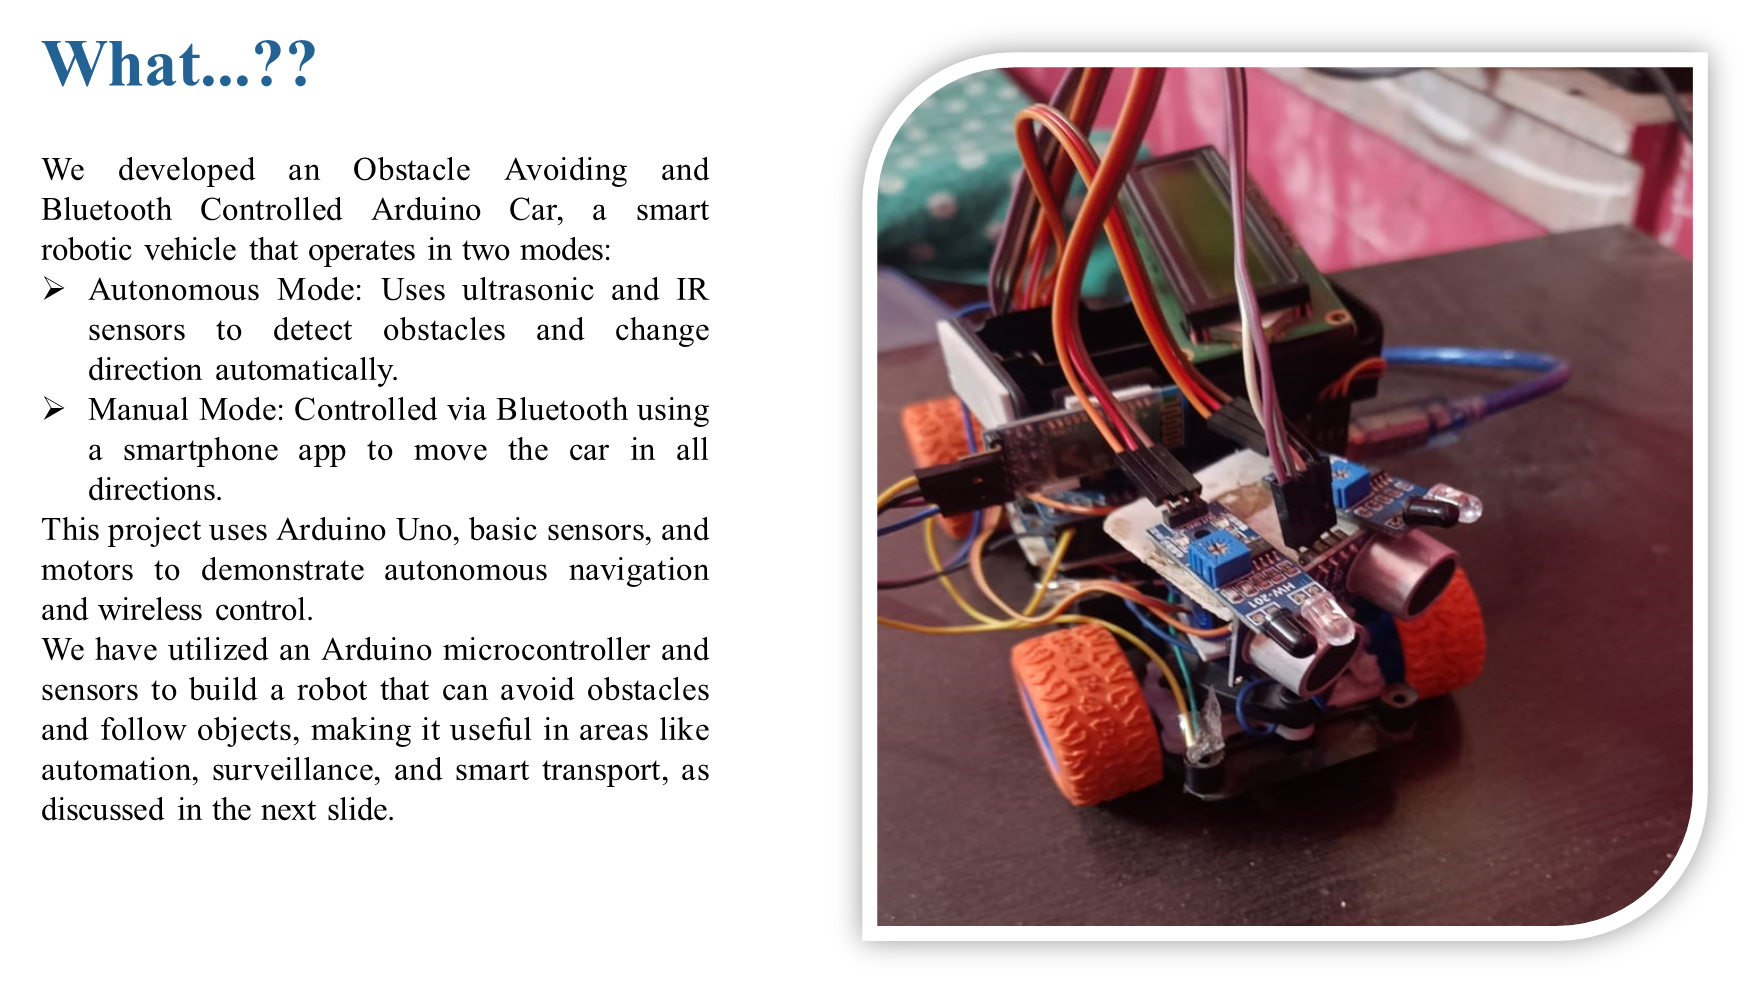 What...??
We developed an Obstacle Avoiding and
Bluetooth Controlled Arduino Car, a smart
robotic vehicle that operates in two modes:
➢ Autonomous Mode: Uses ultrasonic and IR
sensors to detect obstacles and change
direction automatically.
➢ Manual Mode: Controlled via Bluetooth using
a smartphone app to move the car in all
directions.
This project uses Arduino Uno, basic sensors, and
motors to demonstrate autonomous navigation
and wireless control.
We have utilized an Arduino microcontroller and
sensors to build a robot that can avoid obstacles
and follow objects, making it useful in areas like
automation, surveillance, and smart transport, as
discussed in the next slide.
HW-201